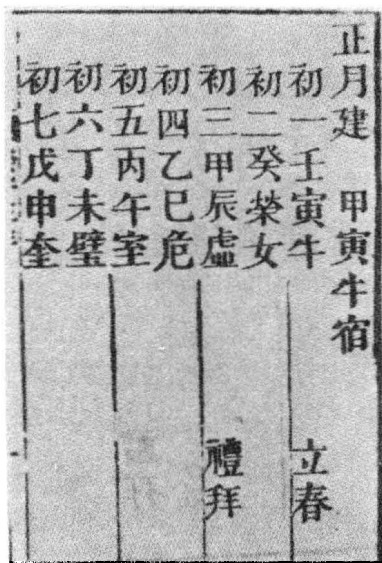 正月建 甲寅牛宿
初一壬寅牛 立春
初二癸榮女
初三甲辰虛 禮拜
初四乙巳危
初五丙午室
初六丁未壁
初七戊申奎